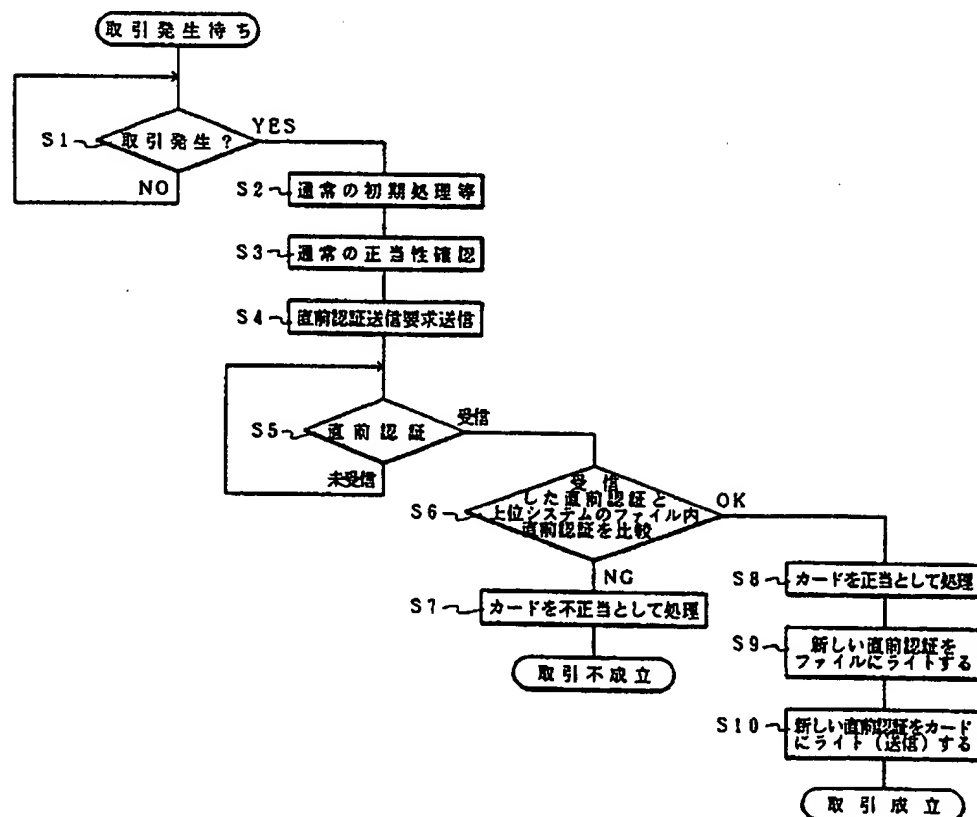 取引発生待ち
S1
取引発生?
YES
NO
S2
通常の初期処理等
S3
通常の正当性確認
S4
直前認証送信要求送信
S5
直前認証
受信
未受信
S6
受信
した直前認証と
上位システムのファイル内
直前認証を比較
OK
NG
S7
カードを不正当として処理
取引不成立
S8
カードを正当として処理
S9
新しい直前認証を
ファイルにライトする
S10
新しい直前認証をカード
にライト(送信)する
取引成立